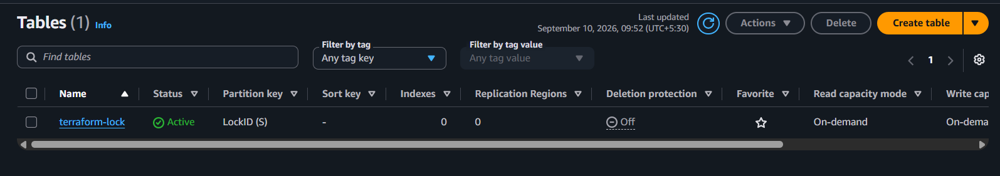 Tables (1) Info
Last updated
September 10, 2026, 09:52 (UTC+5:30)
Actions
Delete
Create table
Find tables
Filter by tag
Any tag key
Filter by tag value
Any tag value
1
Name Status Partition key Sort key Indexes Replication Regions Deletion protection Favorite Read capacity mode Write cap
terraform-lock Active LockID (S) - 0 0 Off On-demand On-dema